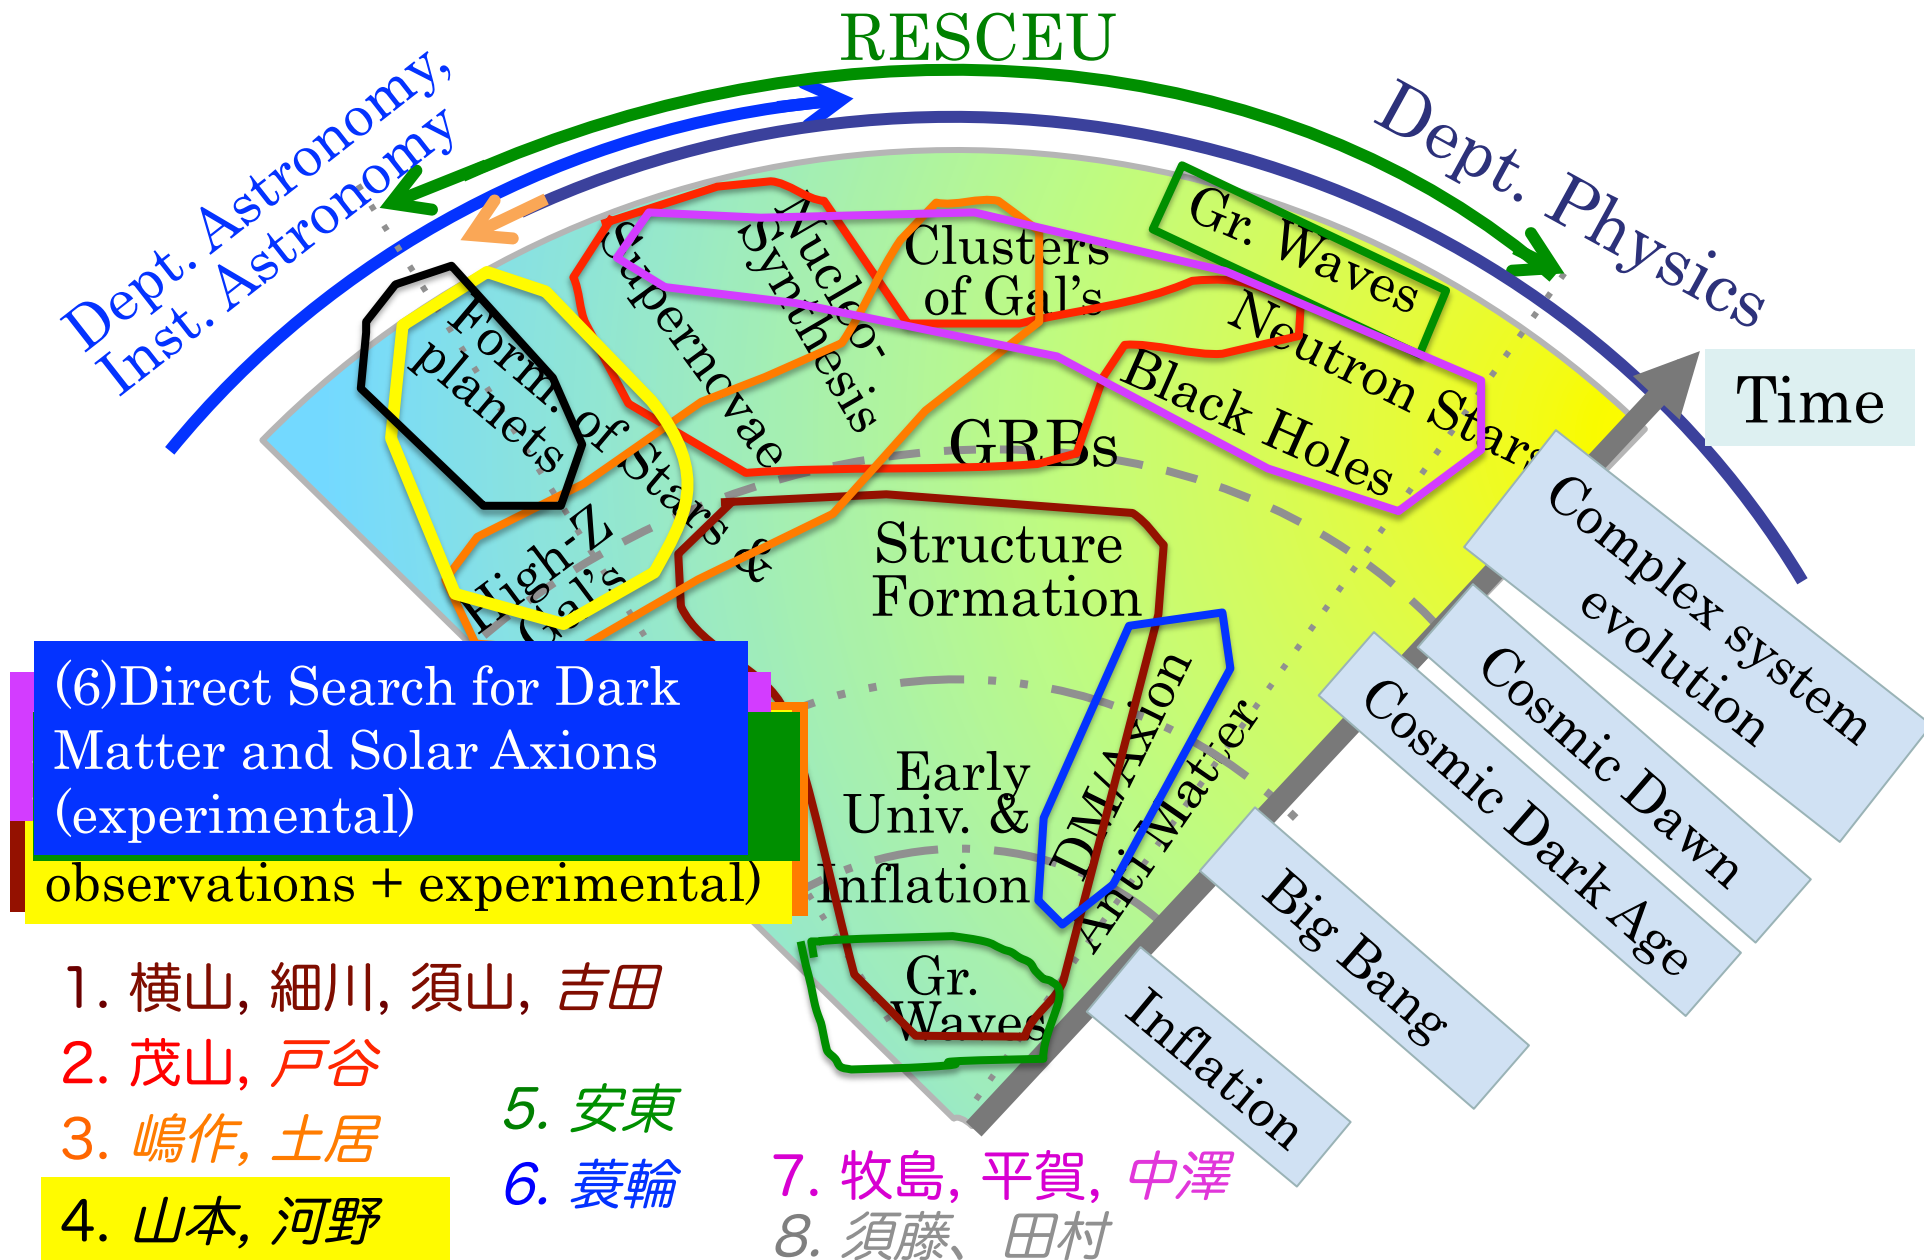 RESCEU
Dept. Astronomy,
Inst. Astronomy
Dept. Physics
Gr. Waves
Nucleo-
Synthesis
Supernovae
Clusters
of Gal's
Neutron Stars
Black Holes
GRBs
Form. of Stars &
planets
High-Z
Gal's
Structure
Formation
Time
Complex system
evolution
Cosmic Dawn
Cosmic Dark Age
Big Bang
Inflation
DM/Axion
Anti Matter
Early
Univ. &
Inflation
Gr.
Waves
(6)Direct Search for Dark
Matter and Solar Axions
(experimental)
observations + experimental)
1. 横山, 細川, 須山, 吉田
2. 茂山, 戸谷
3. 嶋作, 土居
4. 山本, 河野
5. 安東
6. 蓑輪
7. 牧島, 平賀, 中澤
8. 須藤、田村